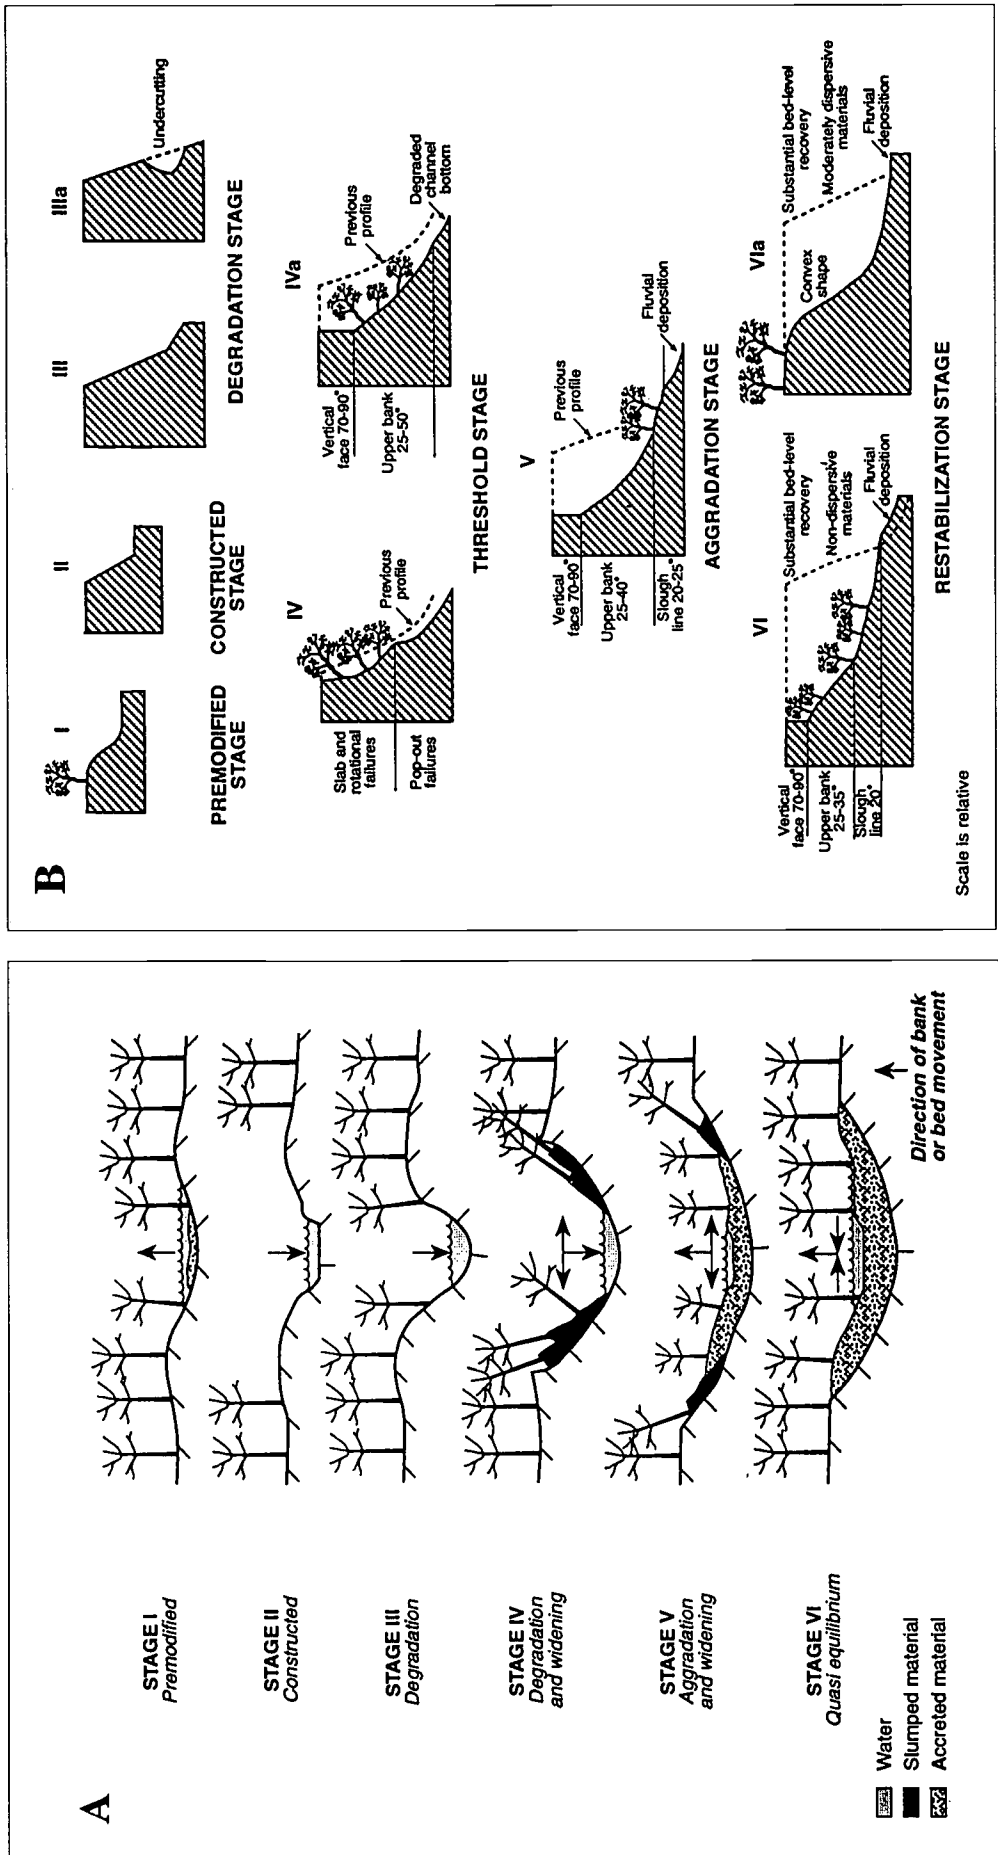 A
STAGE I
Premodified
STAGE II
Constructed
STAGE III
Degradation
STAGE IV
Degradation
and widening
STAGE V
Aggradation
and widening
STAGE VI
Quasi equilibrium
Water
Slumped material
Accreted material
Direction of bank
or bed movement
B
I
PREMODIFIED
STAGE
II
CONSTRUCTED
STAGE
III
IIIa
Undercutting
DEGRADATION STAGE
IV
Slab and
rotational
failures
Pop-out
failures
Previous
profile
IVa
Vertical
face 70-90°
Upper bank
25-50°
Previous
profile
Degraded
channel
bottom
THRESHOLD STAGE
V
Vertical
face 70-90°
Upper bank
25-40°
Slough
line 20-25°
Previous
profile
Fluvial
deposition
AGGRADATION STAGE
VI
Vertical
face 70-90°
Upper bank
25-35°
Slough
line 20°
Substantial bed-level
recovery
Non-dispersive
materials
Fluvial
deposition
VIa
Convex
shape
Substantial bed-level
recovery
Moderately dispersive
materials
Fluvial
deposition
RESTABILIZATION STAGE
Scale is relative